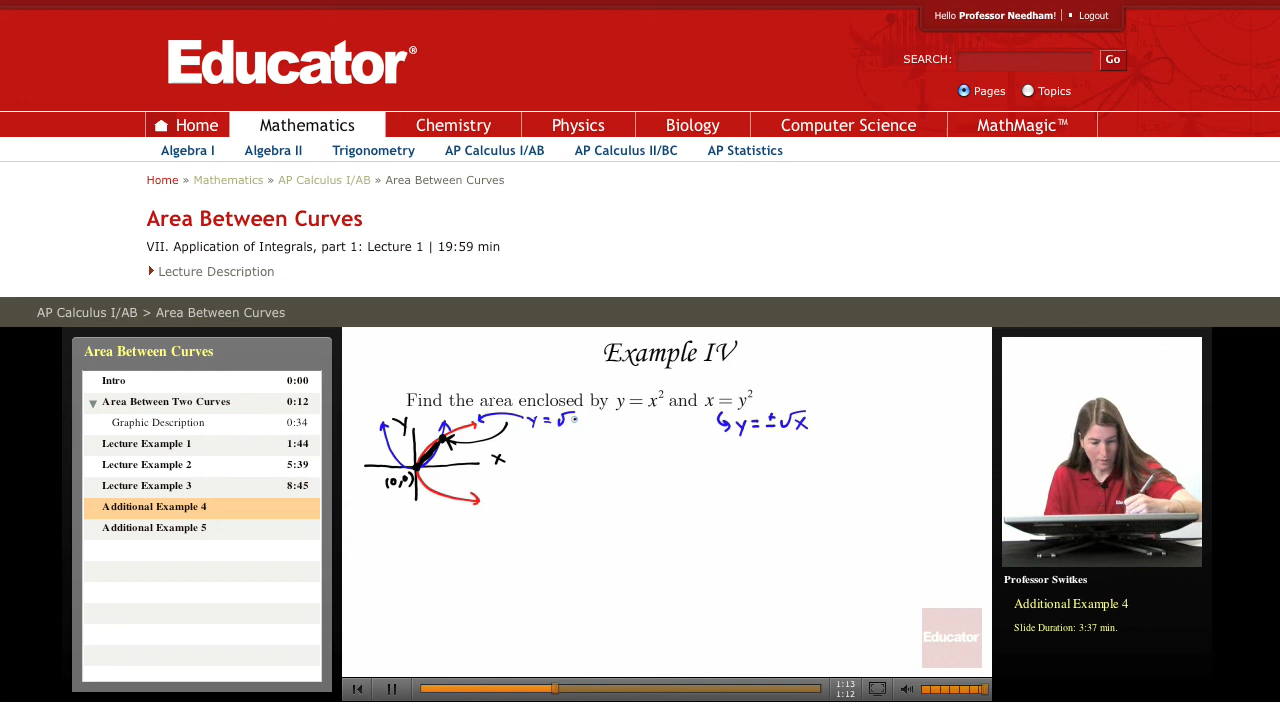 Hello Professor Needham! | Logout
Educator®
SEARCH: Go
Pages Topics
Home Mathematics Chemistry Physics Biology Computer Science MathMagic™
Algebra I Algebra II Trigonometry AP Calculus I/AB AP Calculus II/BC AP Statistics
Home » Mathematics » AP Calculus I/AB » Area Between Curves
Area Between Curves
VII. Application of Integrals, part 1: Lecture 1 | 19:59 min
Lecture Description
AP Calculus I/AB > Area Between Curves
Area Between Curves
Intro 0:00
Area Between Two Curves 0:12
Graphic Description 0:34
Lecture Example 1 1:44
Lecture Example 2 5:39
Lecture Example 3 8:45
Additional Example 4
Additional Example 5
Example IV
Find the area enclosed by y = x² and x = y²
y = ±√x
y = √
y
x
(0,0)
Educator
1:13
1:12
Professor Switkes
Additional Example 4
Slide Duration: 3:37 min.